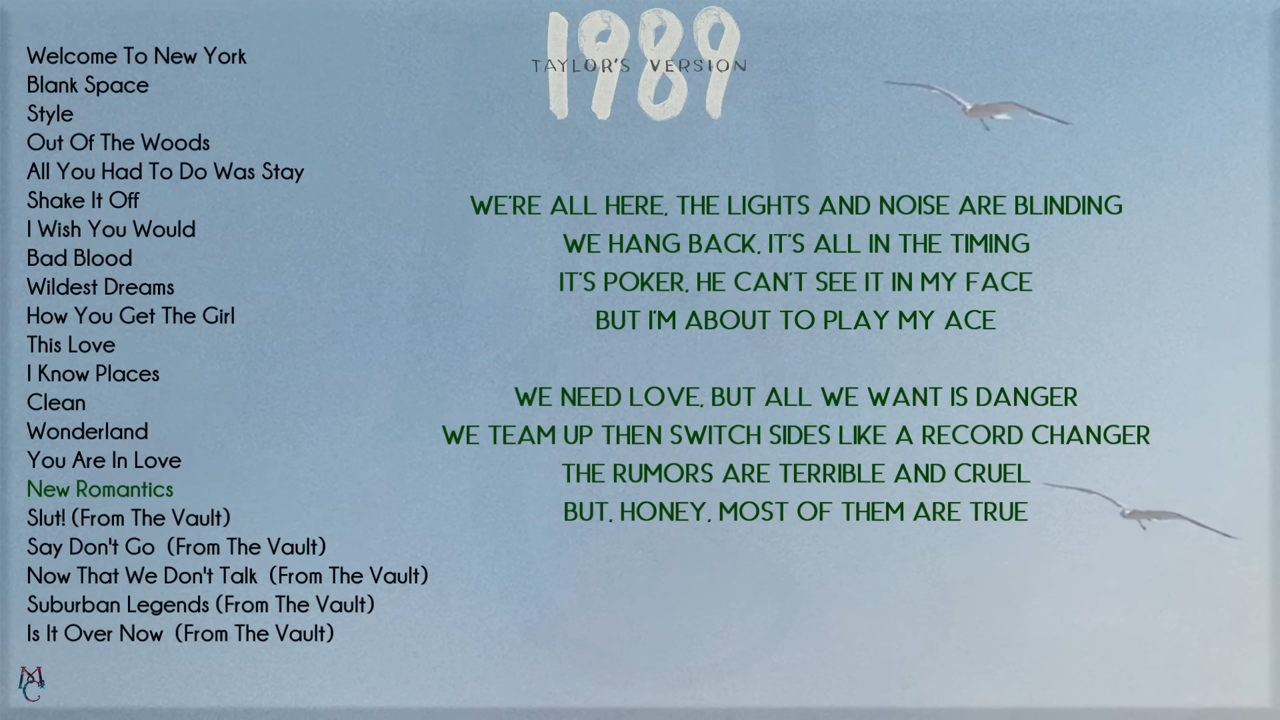 1989
TAYLOR'S VERSION
Welcome To New York
Blank Space
Style
Out Of The Woods
All You Had To Do Was Stay
Shake It Off
I Wish You Would
Bad Blood
Wildest Dreams
How You Get The Girl
This Love
I Know Places
Clean
Wonderland
You Are In Love
New Romantics
Slut! (From The Vault)
Say Don't Go (From The Vault)
Now That We Don't Talk (From The Vault)
Suburban Legends (From The Vault)
Is It Over Now (From The Vault)
WE'RE ALL HERE, THE LIGHTS AND NOISE ARE BLINDING
WE HANG BACK, IT'S ALL IN THE TIMING
IT'S POKER, HE CAN'T SEE IT IN MY FACE
BUT I'M ABOUT TO PLAY MY ACE
WE NEED LOVE, BUT ALL WE WANT IS DANGER
WE TEAM UP THEN SWITCH SIDES LIKE A RECORD CHANGER
THE RUMORS ARE TERRIBLE AND CRUEL
BUT, HONEY, MOST OF THEM ARE TRUE